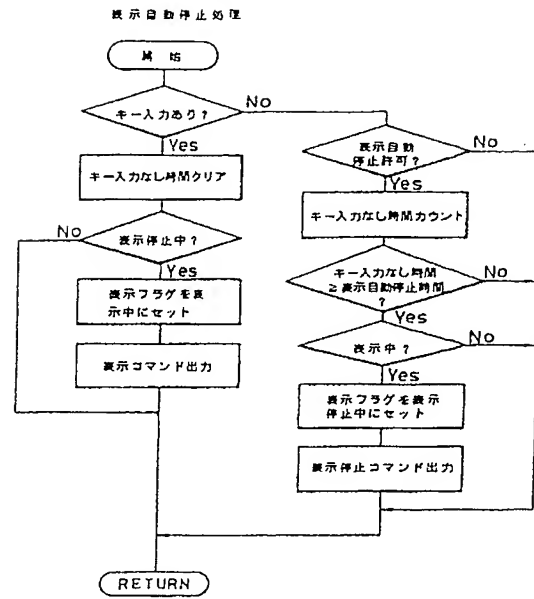 表示自動停止処理
開始
キー入力あり?
No
Yes
キー入力なし時間クリア
No
表示停止中?
Yes
表示フラグを表
示中にセット
表示コマンド出力
表示自動
停止許可?
No
Yes
キー入力なし時間カウント
キー入力なし時間
≥表示自動停止時間
?
No
Yes
表示中?
No
Yes
表示フラグを表示
停止中にセット
表示停止コマンド出力
RETURN